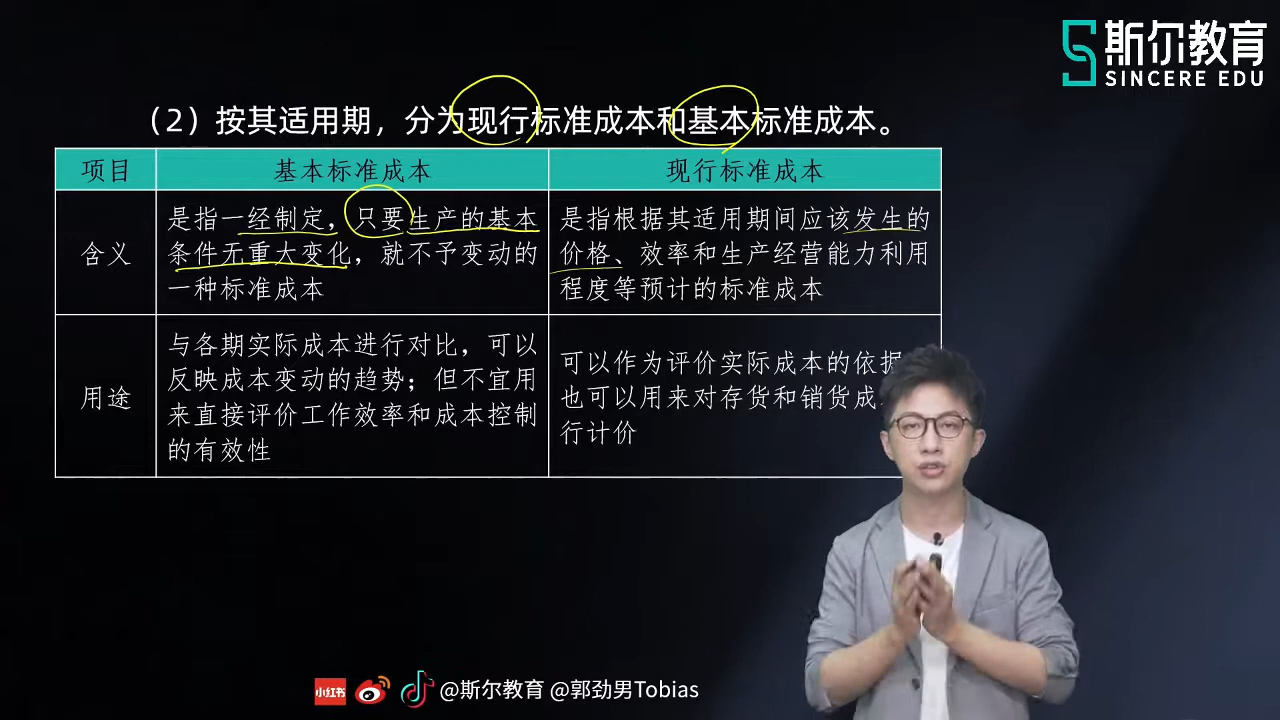 斯尔教育
SINCERE EDU
（2）按其适用期，分为现行标准成本和基本标准成本。
项目
基本标准成本
现行标准成本
含义
是指一经制定，只要生产的基本
条件无重大变化，就不予变动的
一种标准成本
是指根据其适用期间应该发生的
价格、效率和生产经营能力利用
程度等预计的标准成本
用途
与各期实际成本进行对比，可以
反映成本变动的趋势；但不宜用
来直接评价工作效率和成本控制
的有效性
可以作为评价实际成本的依据
也可以用来对存货和销货成
行计价
小红书
@斯尔教育 @郭劲男Tobias